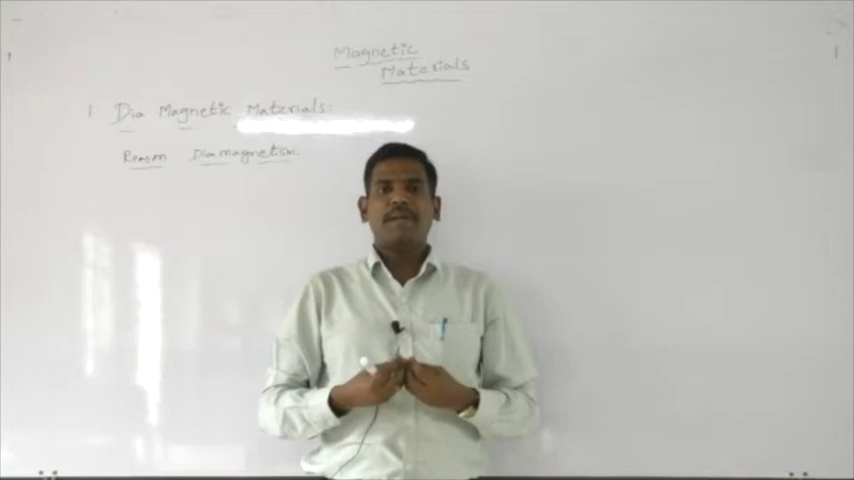 Magnetic
Materials
1 Dia Magnetic Materials:
Reason Diamagnetism: